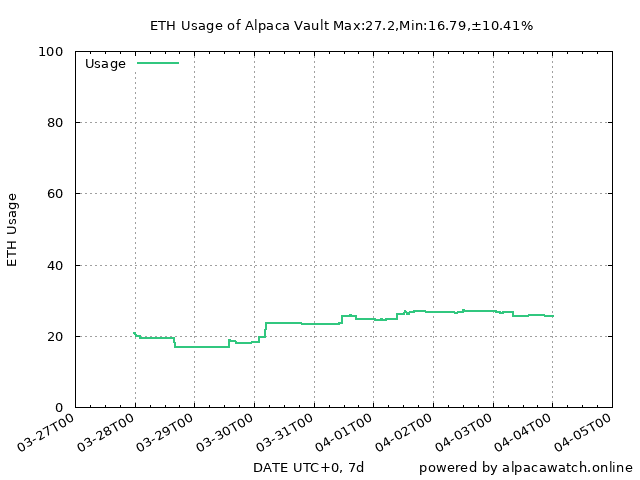 ETH Usage of Alpaca Vault Max:27.2,Min:16.79,±10.41%
100
Usage
80
60
ETH Usage
40
20
0
03-27T00 03-28T00 03-29T00 03-30T00 03-31T00 04-01T00 04-02T00 04-03T00 04-04T00 04-05T00
DATE UTC+0, 7d powered by alpacawatch.online